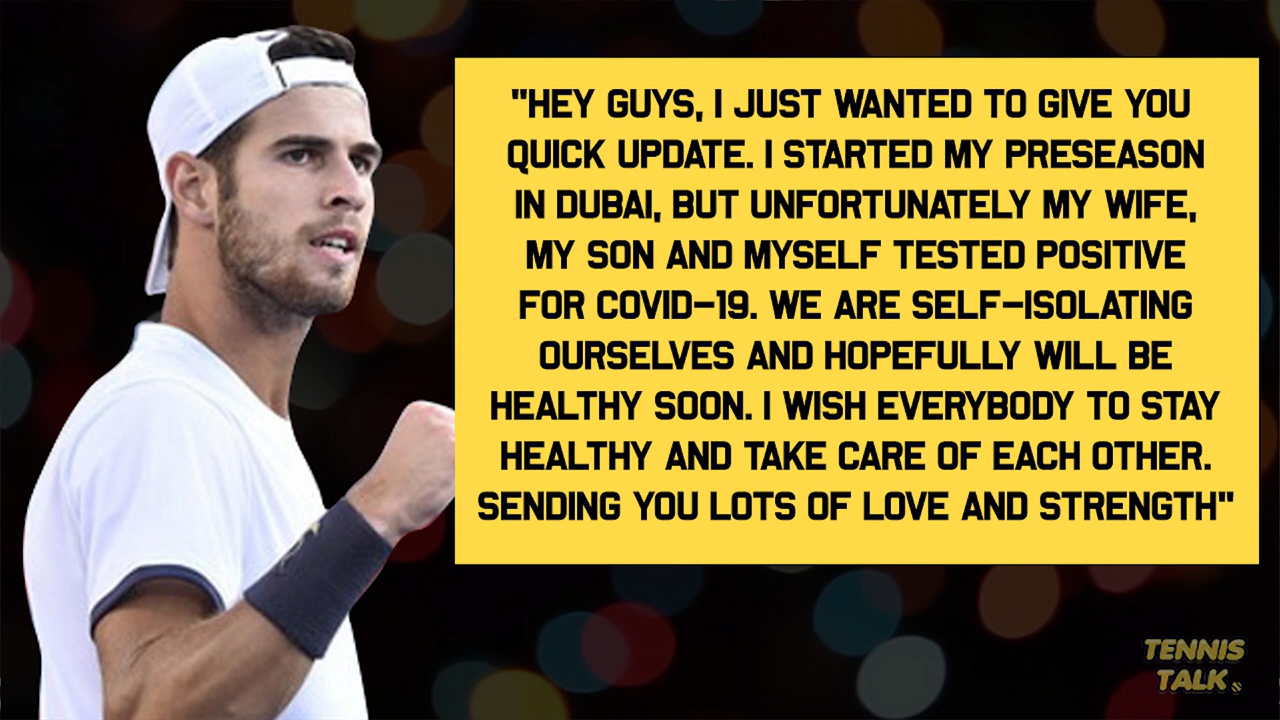 "HEY GUYS, I JUST WANTED TO GIVE YOU
QUICK UPDATE. I STARTED MY PRESEASON
IN DUBAI, BUT UNFORTUNATELY MY WIFE,
MY SON AND MYSELF TESTED POSITIVE
FOR COVID-19. WE ARE SELF-ISOLATING
OURSELVES AND HOPEFULLY WILL BE
HEALTHY SOON. I WISH EVERYBODY TO STAY
HEALTHY AND TAKE CARE OF EACH OTHER.
SENDING YOU LOTS OF LOVE AND STRENGTH"
TENNIS
TALK